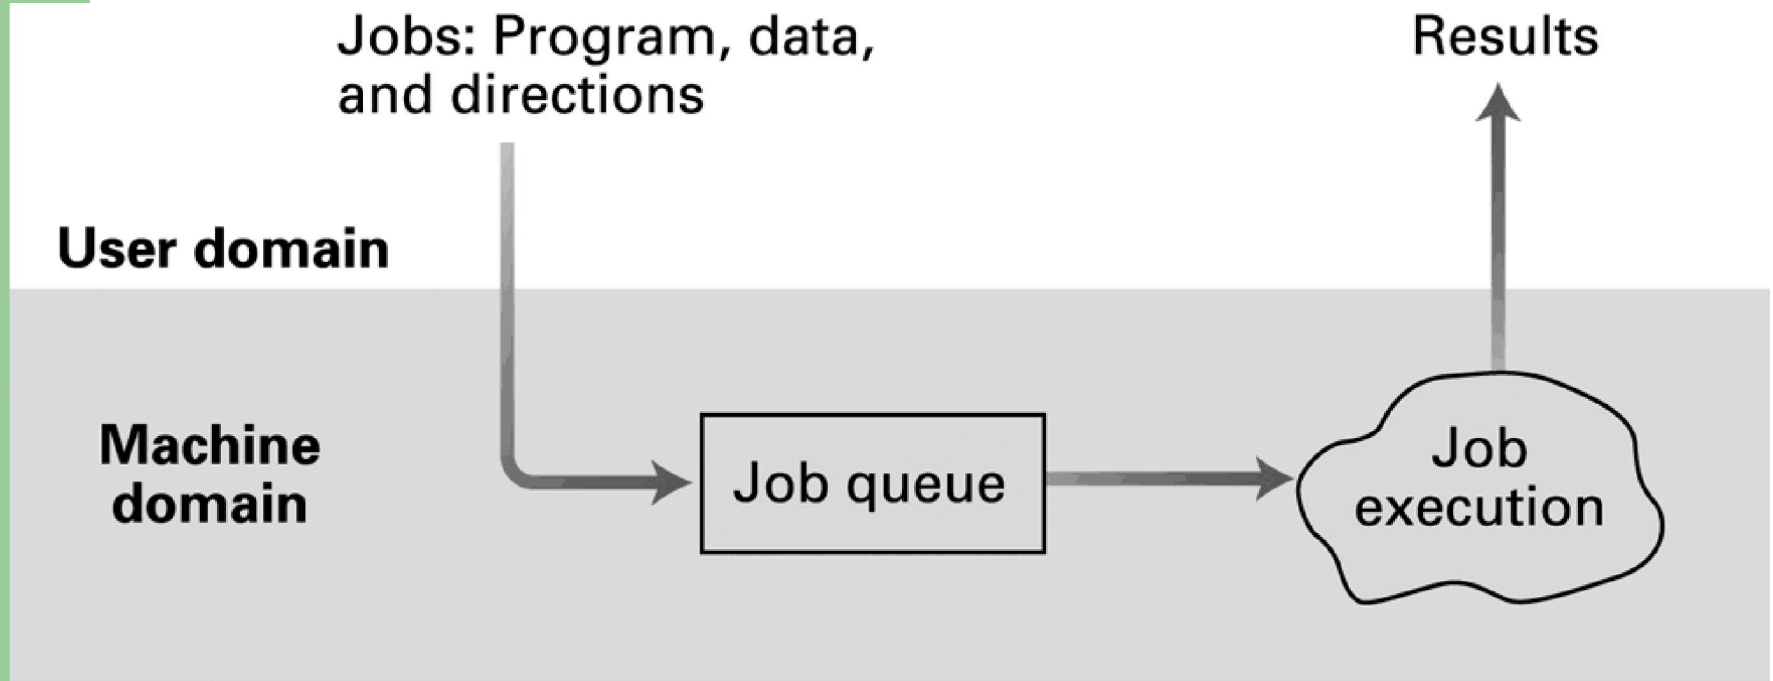 Jobs: Program, data,
and directions
Results
User domain
Machine
domain
Job queue
Job
execution